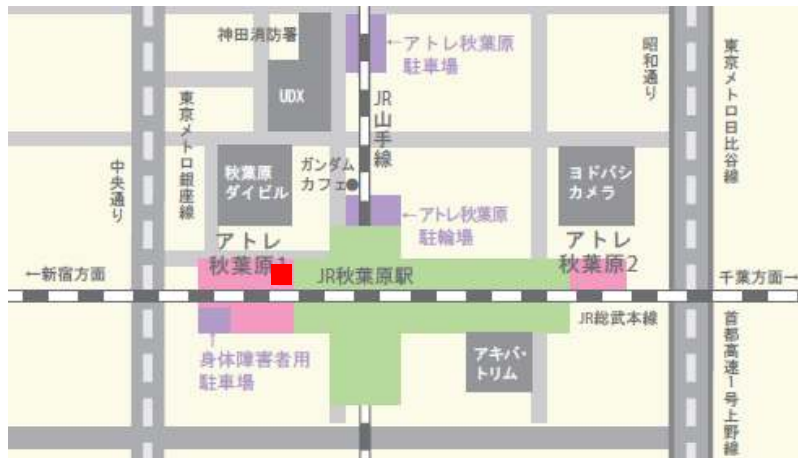 神田消防署
←アトレ秋葉原
駐車場
昭和通り
東京メトロ日比谷線
UDX
JR山手線
東京メトロ銀座線
中央通り
秋葉原
ダイビル
ガンダム
カフェ
ヨドバシ
カメラ
←アトレ秋葉原
駐輪場
アトレ
秋葉原1
アトレ
秋葉原2
←新宿方面
JR秋葉原駅
千葉方面→
JR総武本線
首都高速1号上野線
身体障害者用
駐車場
アキバ・
トリム